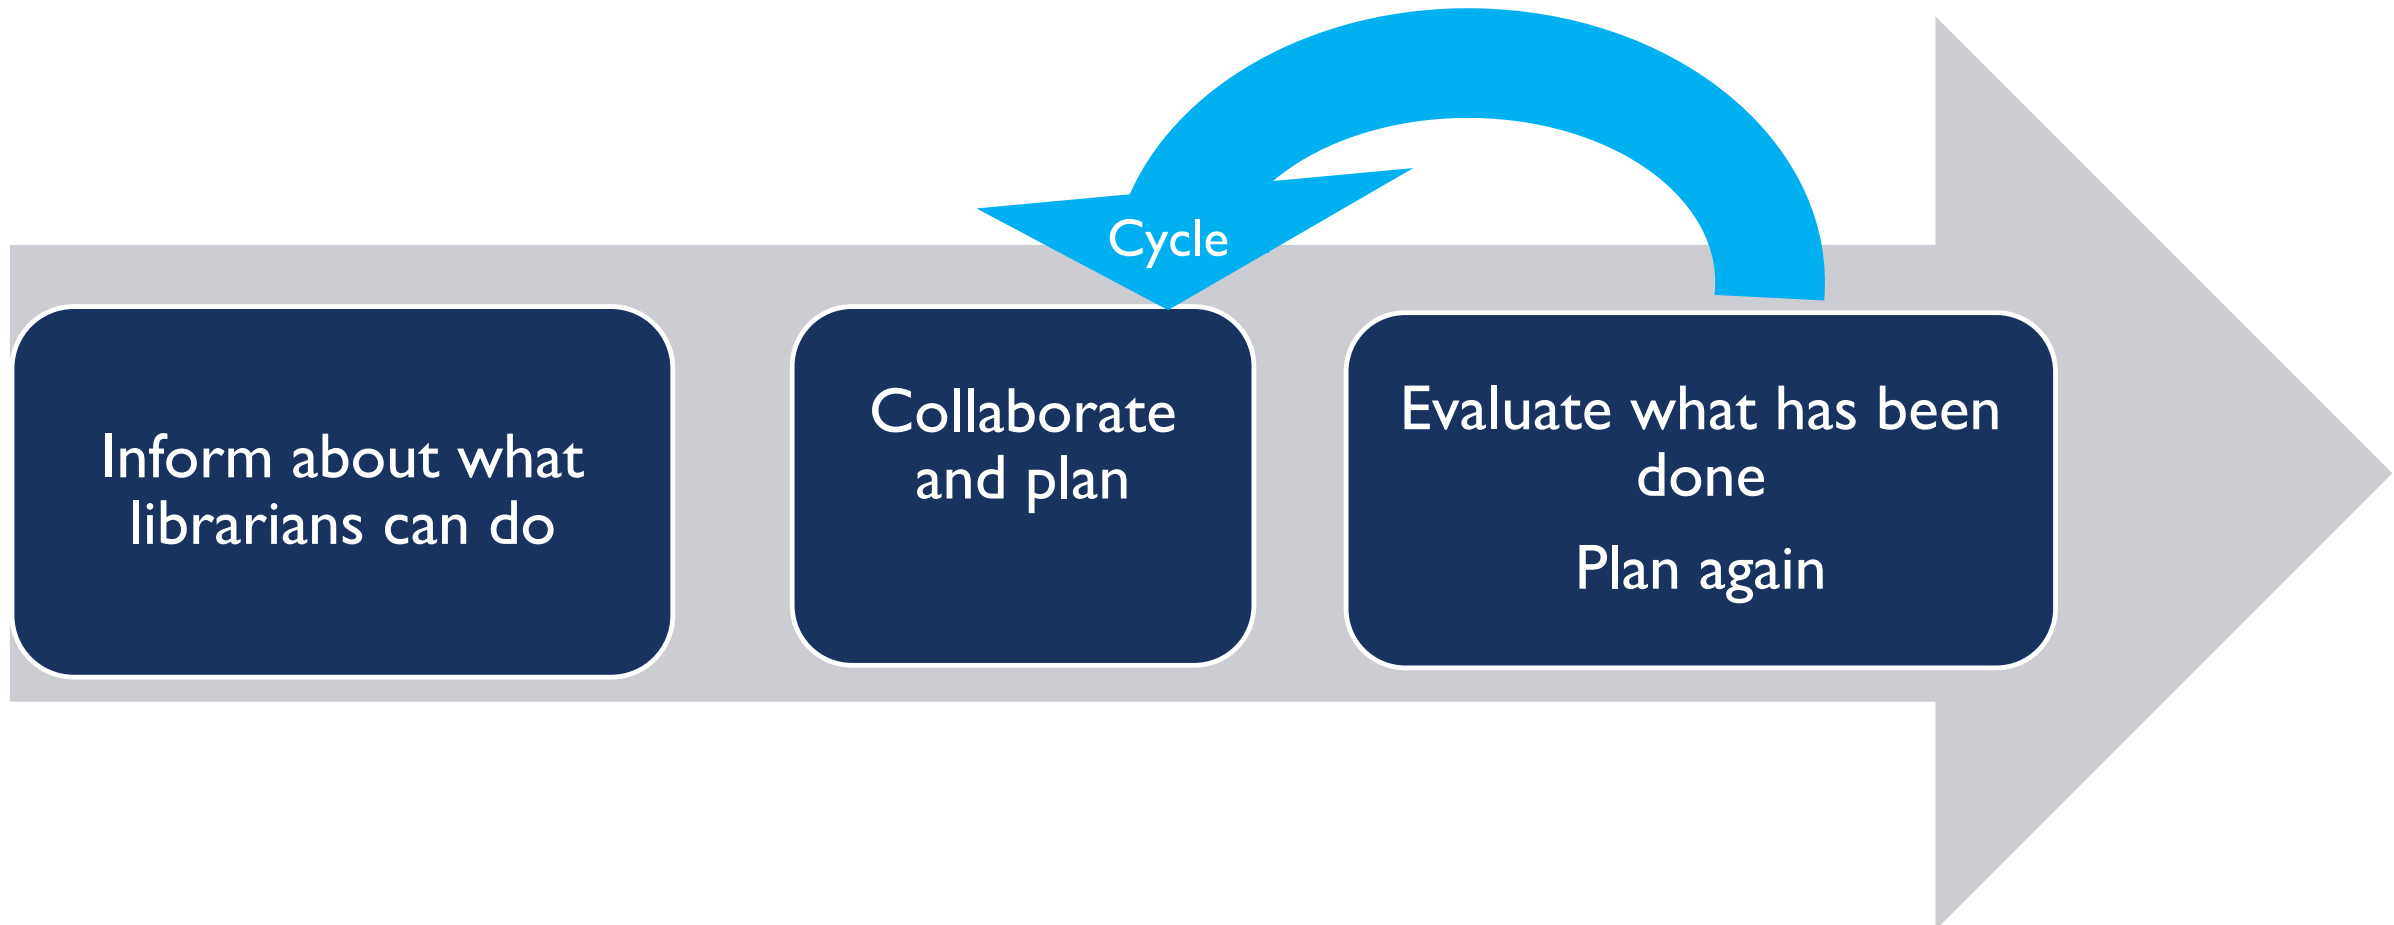 Cycle
Inform about what
librarians can do
Collaborate
and plan
Evaluate what has been
done
Plan again